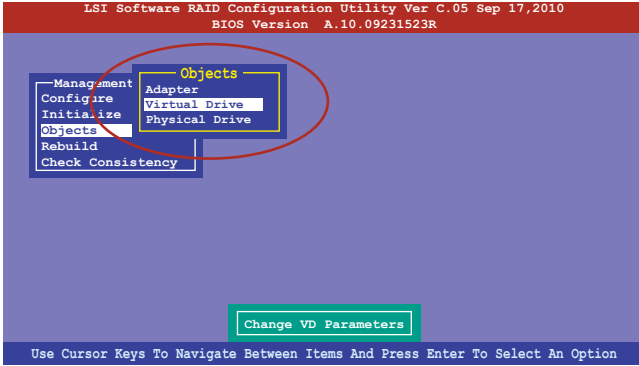 LSI Software RAID Configuration Utility Ver C.05 Sep 17,2010
BIOS Version A.10.09231523R
Management
Configure
Initialize
Objects
Rebuild
Check Consistency
Objects
Adapter
Virtual Drive
Physical Drive
Change VD Parameters
Use Cursor Keys To Navigate Between Items And Press Enter To Select An Option